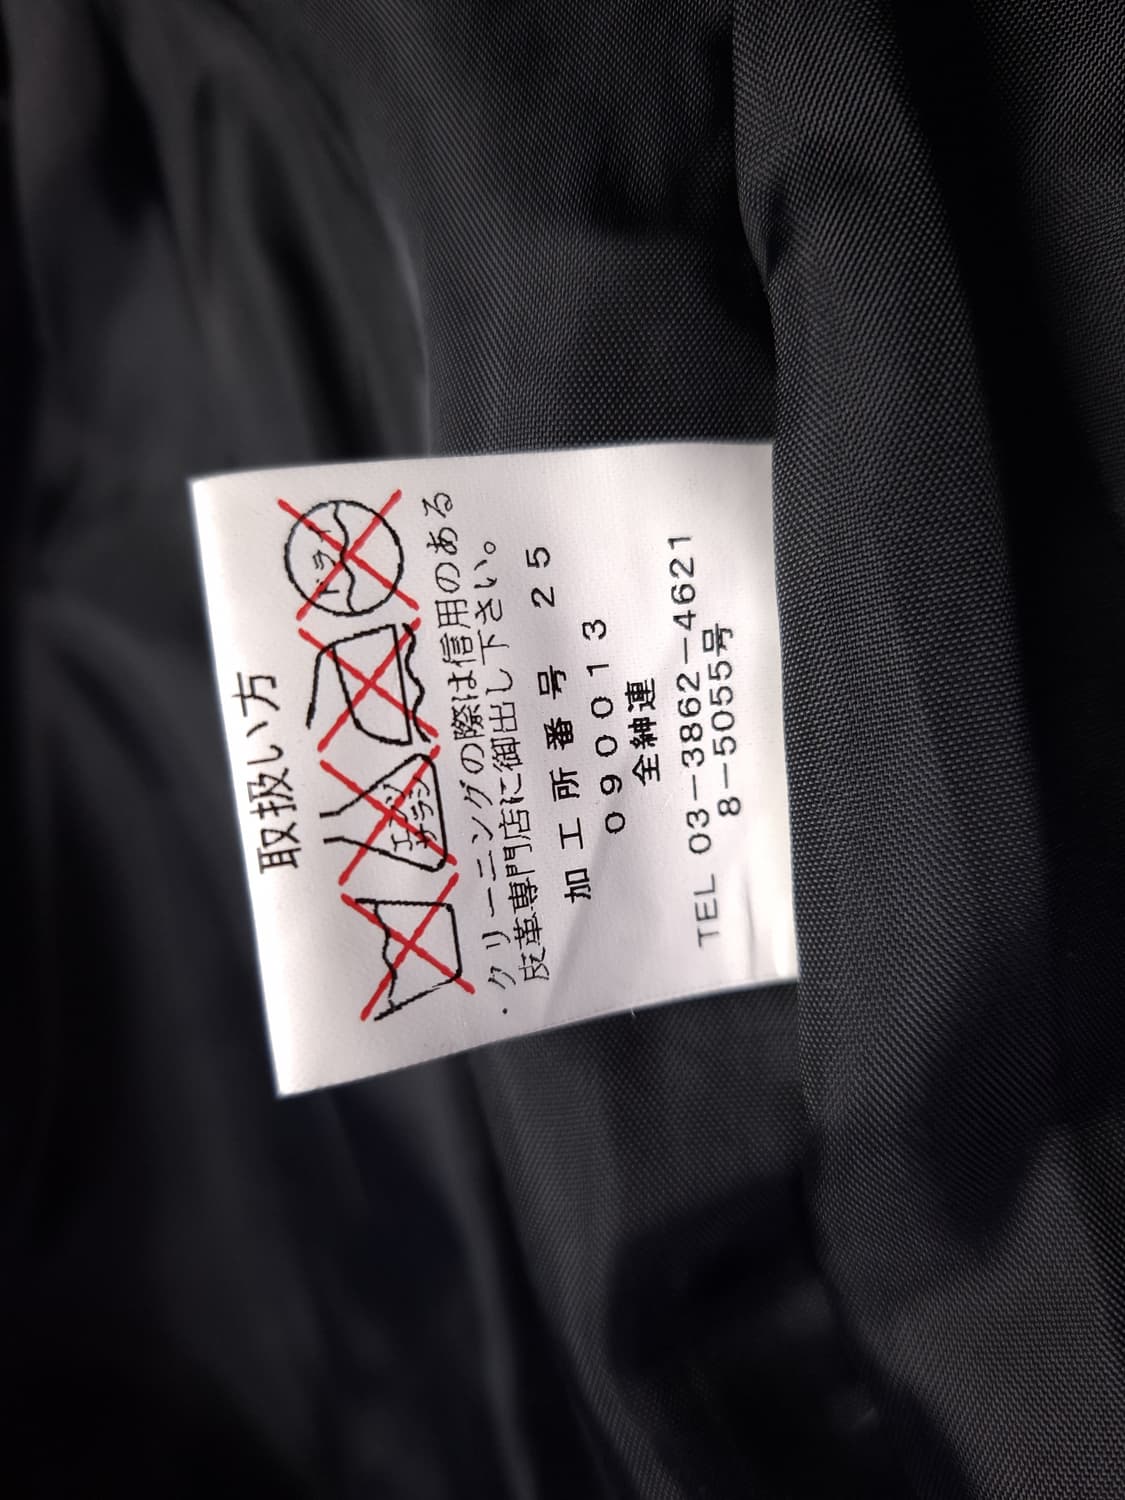 取扱い方
エンソ サラシ
ドライ
・クリーニングの際は信用のある
皮革専門店に御出し下さい。
加工所番号 25
09013
全紳連
TEL 03-3862-4621
8-5055号